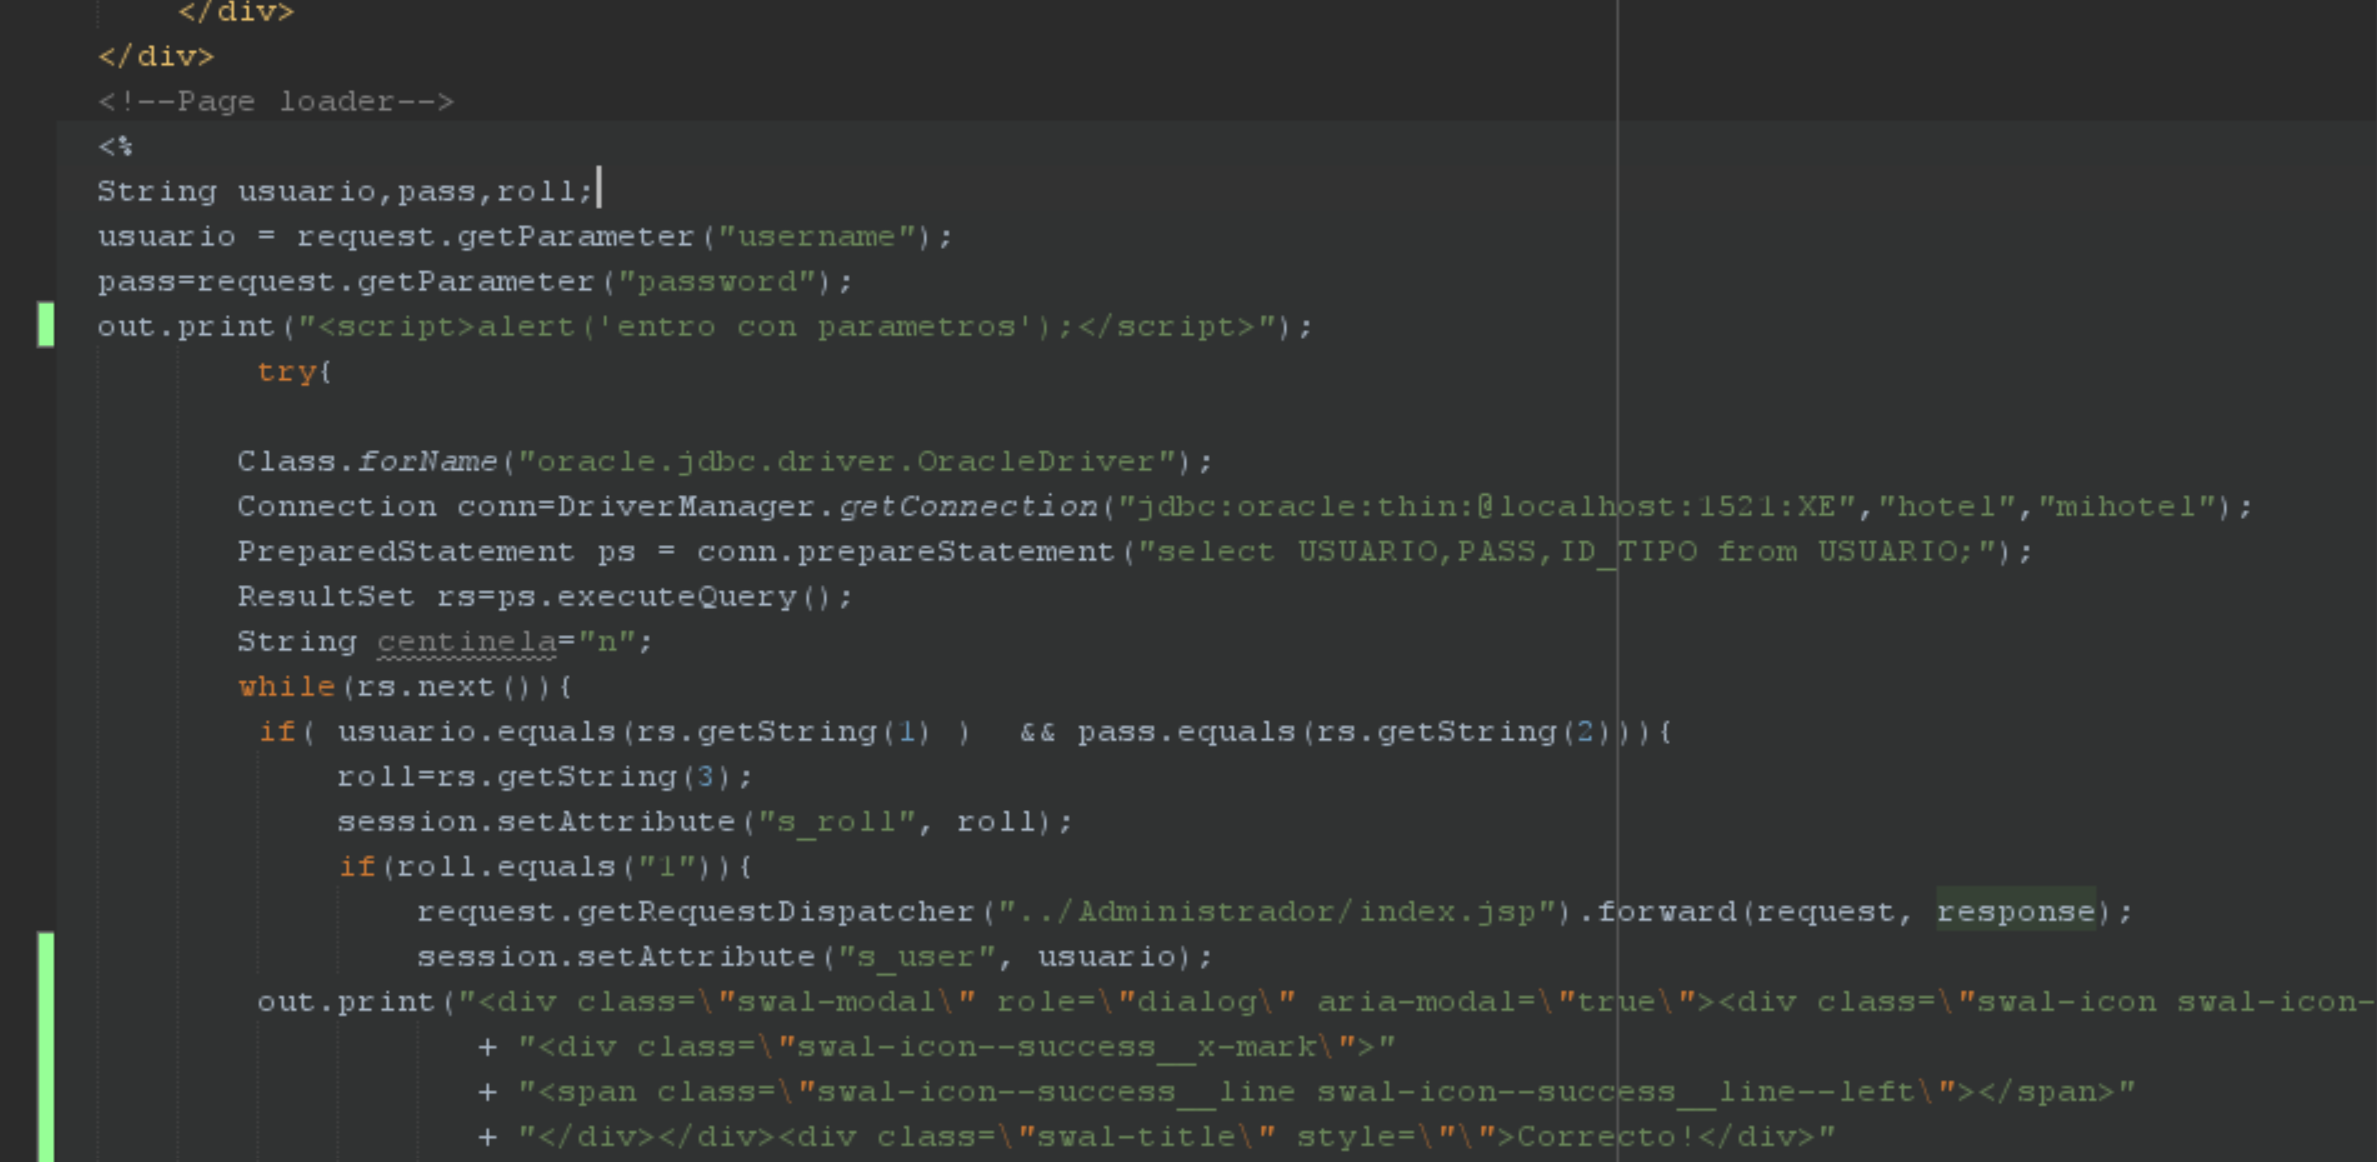 </div>
</div>
<!--Page loader-->
<%
String usuario,pass,roll;
usuario = request.getParameter("username");
pass=request.getParameter("password");
out.print("<script>alert('entro con parametros');</script>");
try{
Class.forName("oracle.jdbc.driver.OracleDriver");
Connection conn=DriverManager.getConnection("jdbc:oracle:thin:@localhost:1521:XE","hotel","mihotel");
PreparedStatement ps = conn.prepareStatement("select USUARIO,PASS,ID_TIPO from USUARIO;");
ResultSet rs=ps.executeQuery();
String centinela="n";
while(rs.next()){
if( usuario.equals(rs.getString(1) )  && pass.equals(rs.getString(2))){
roll=rs.getString(3);
session.setAttribute("s_roll", roll);
if(roll.equals("1")){
request.getRequestDispatcher("../Administrador/index.jsp").forward(request, response);
session.setAttribute("s_user", usuario);
out.print("<div class=\"swal-modal\" role=\"dialog\" aria-modal=\"true\"><div class=\"swal-icon swal-icon-
+ "<div class=\"swal-icon--success__x-mark\">"
+ "<span class=\"swal-icon--success__line swal-icon--success__line--left\"></span>"
+ "</div></div><div class=\"swal-title\" style=\"\">Correcto!</div>"